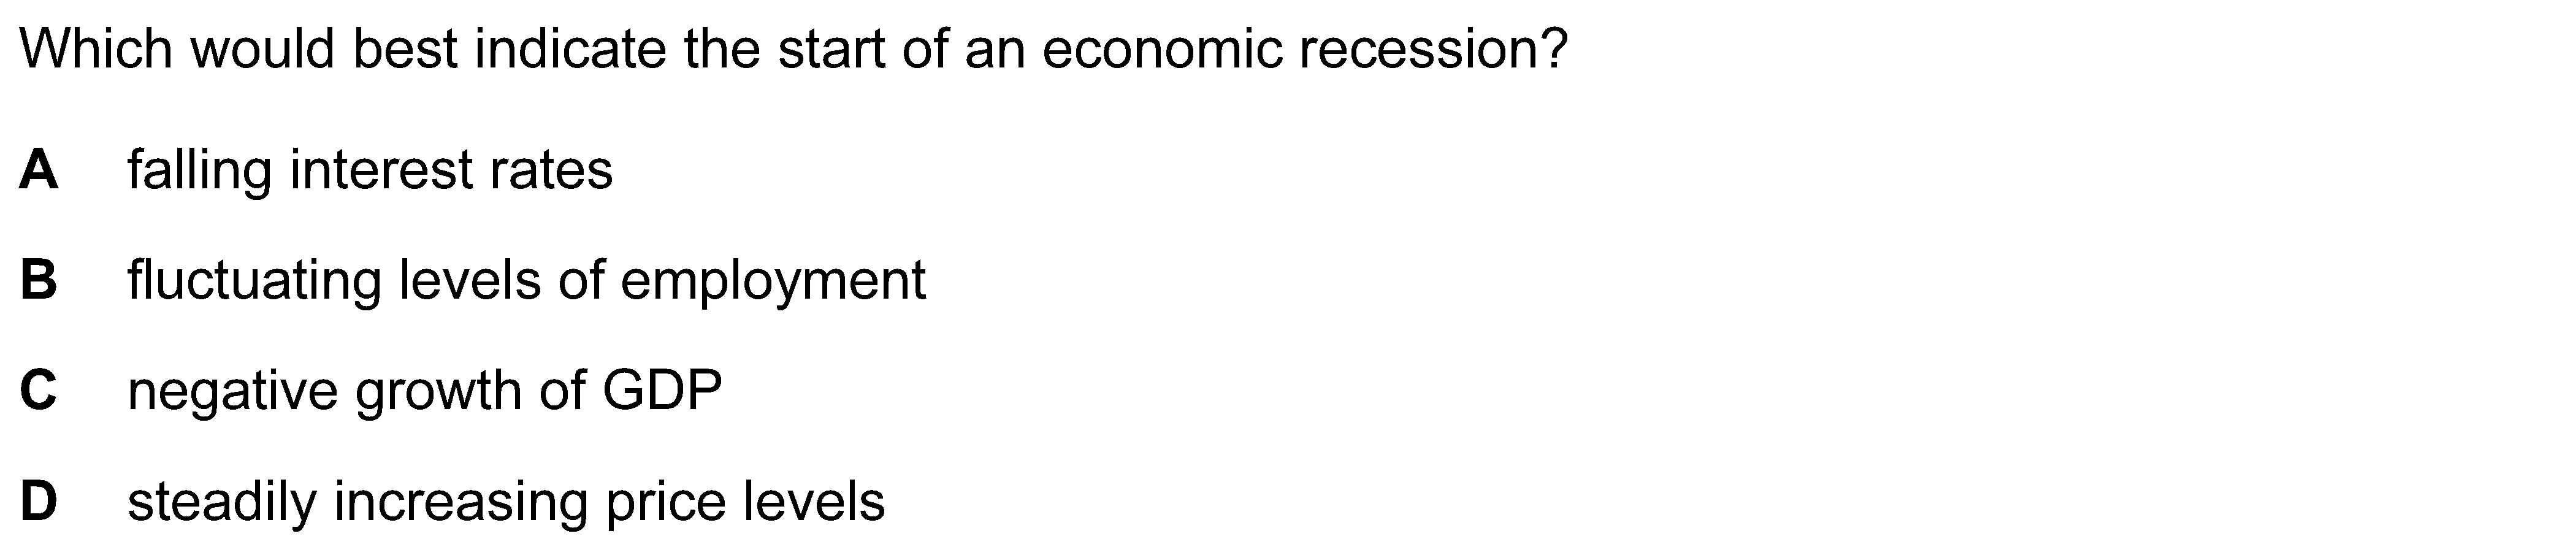 Which would best indicate the start of an economic recession?
A falling interest rates
B fluctuating levels of employment
C negative growth of GDP
D steadily increasing price levels